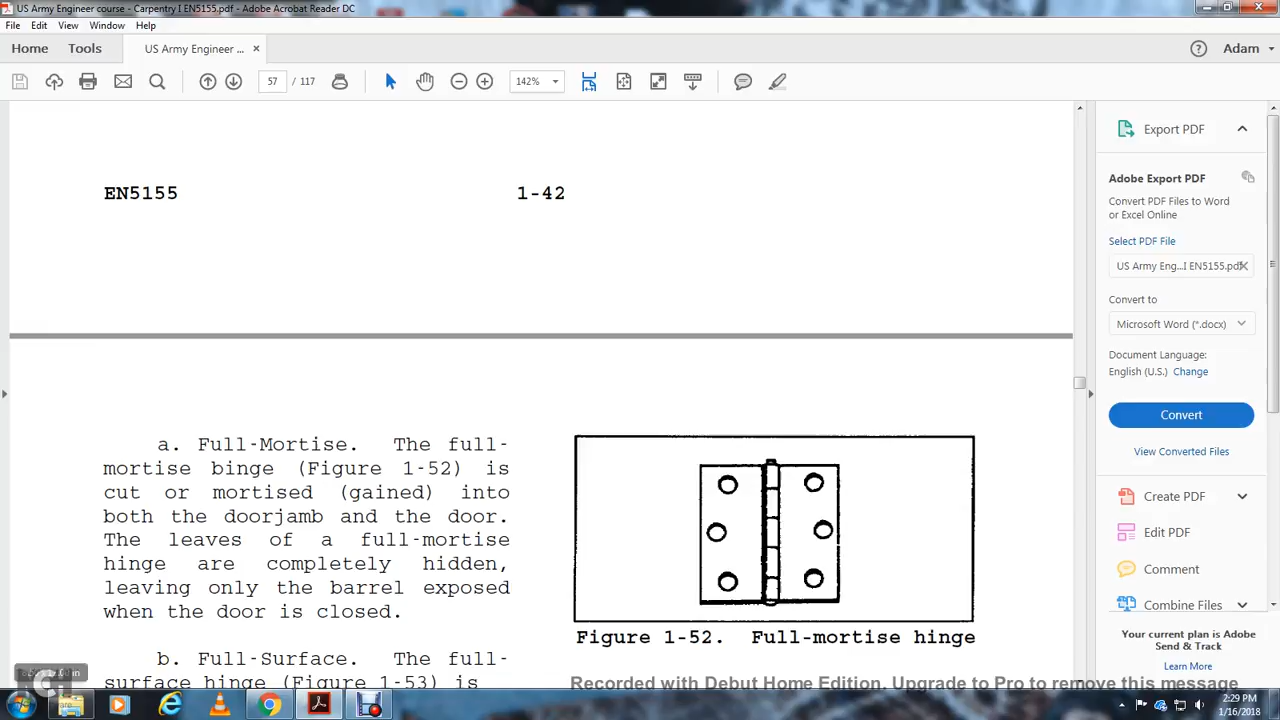 US Army Engineer course - Carpentry I EN5155.pdf - Adobe Acrobat Reader DC
File Edit View Window Help
Home Tools US Army Engineer ... × Adam
57 / 117 142%
EN5155 1-42
a. Full-Mortise. The full-
mortise binge (Figure 1-52) is
cut or mortised (gained) into
both the doorjamb and the door.
The leaves of a full-mortise
hinge are completely hidden,
leaving only the barrel exposed
when the door is closed.
b. Full-Surface. The full-
surface hinge (Figure 1-53) is
Figure 1-52. Full-mortise hinge
Export PDF
Adobe Export PDF
Convert PDF Files to Word
or Excel Online
Select PDF File
US Army Eng...I EN5155.pdf
Convert to
Microsoft Word (*.docx)
Document Language:
English (U.S.) Change
Convert
View Converted Files
Create PDF
Edit PDF
Comment
Combine Files
Your current plan is Adobe
Send & Track
Learn More
Recorded with Debut Home Edition. Upgrade to Pro to remove this message
2:29 PM
1/16/2018